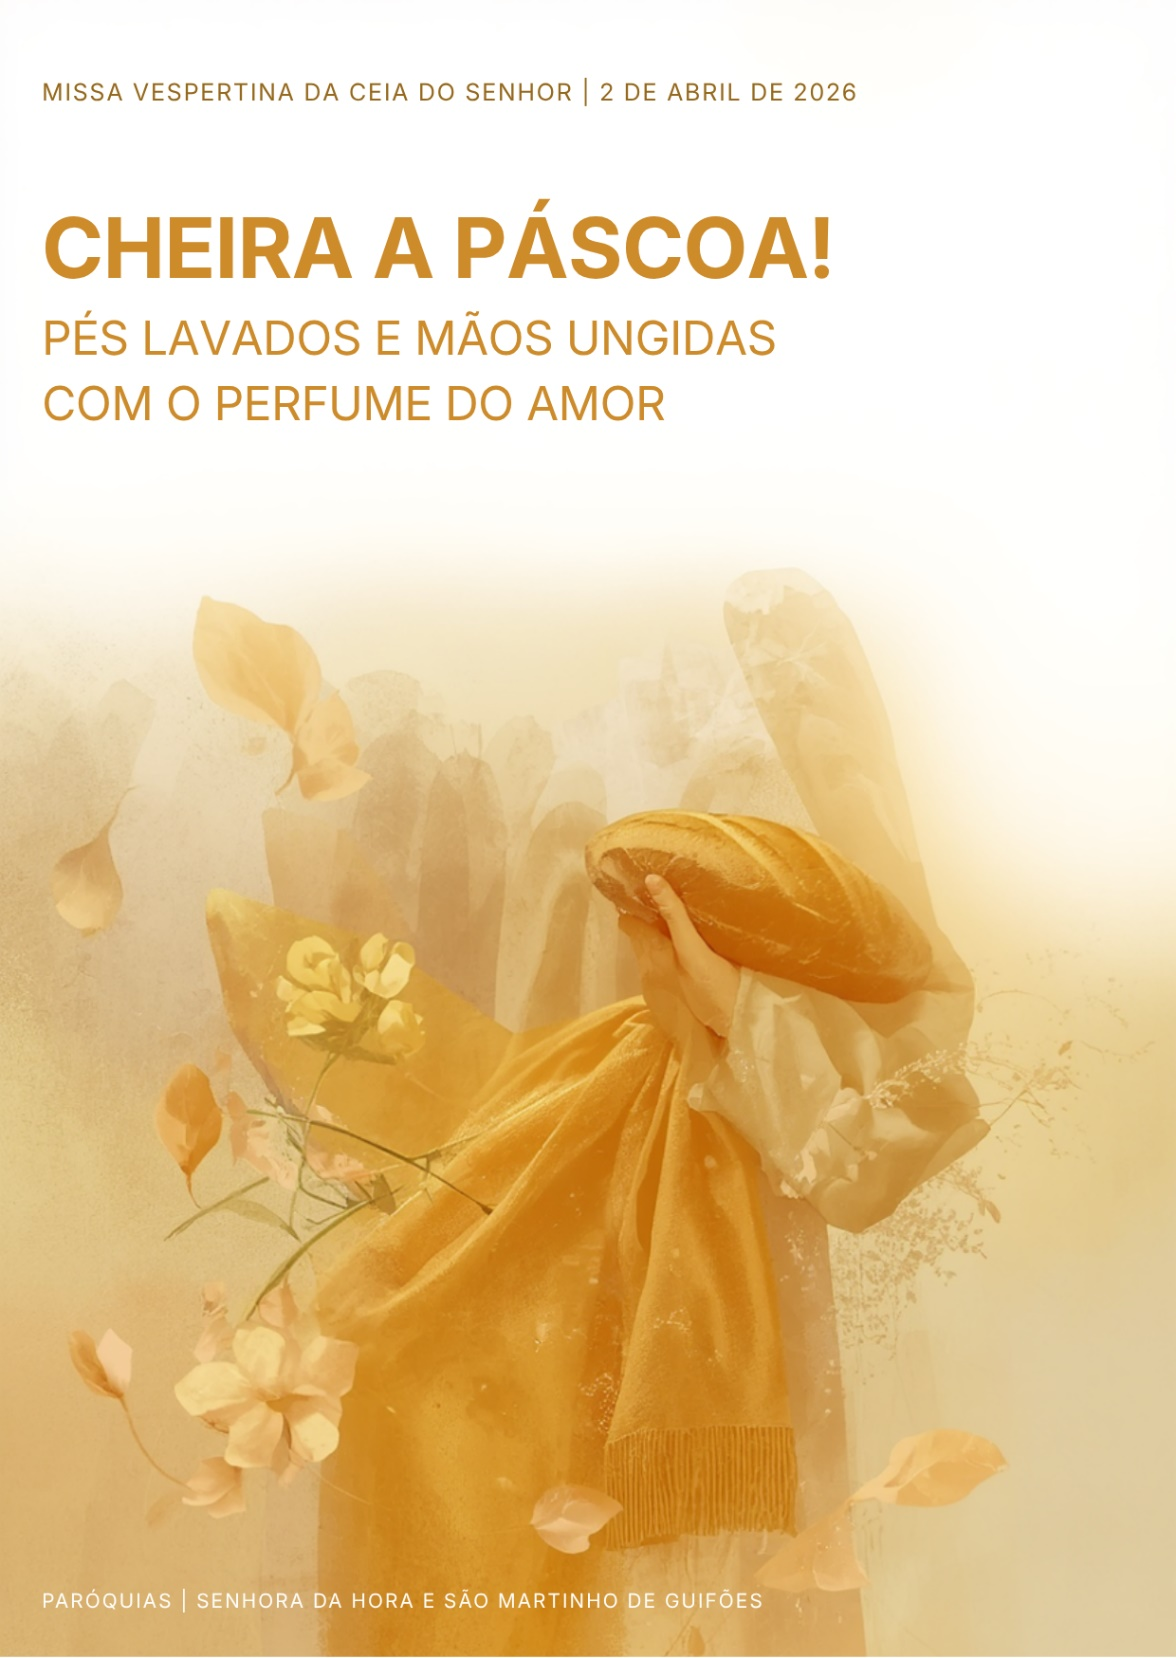 MISSA VESPERTINA DA CEIA DO SENHOR | 2 DE ABRIL DE 2026
CHEIRA A PÁSCOA!
PÉS LAVADOS E MÃOS UNGIDAS
COM O PERFUME DO AMOR
PARÓQUIAS | SENHORA DA HORA E SÃO MARTINHO DE GUIFÕES